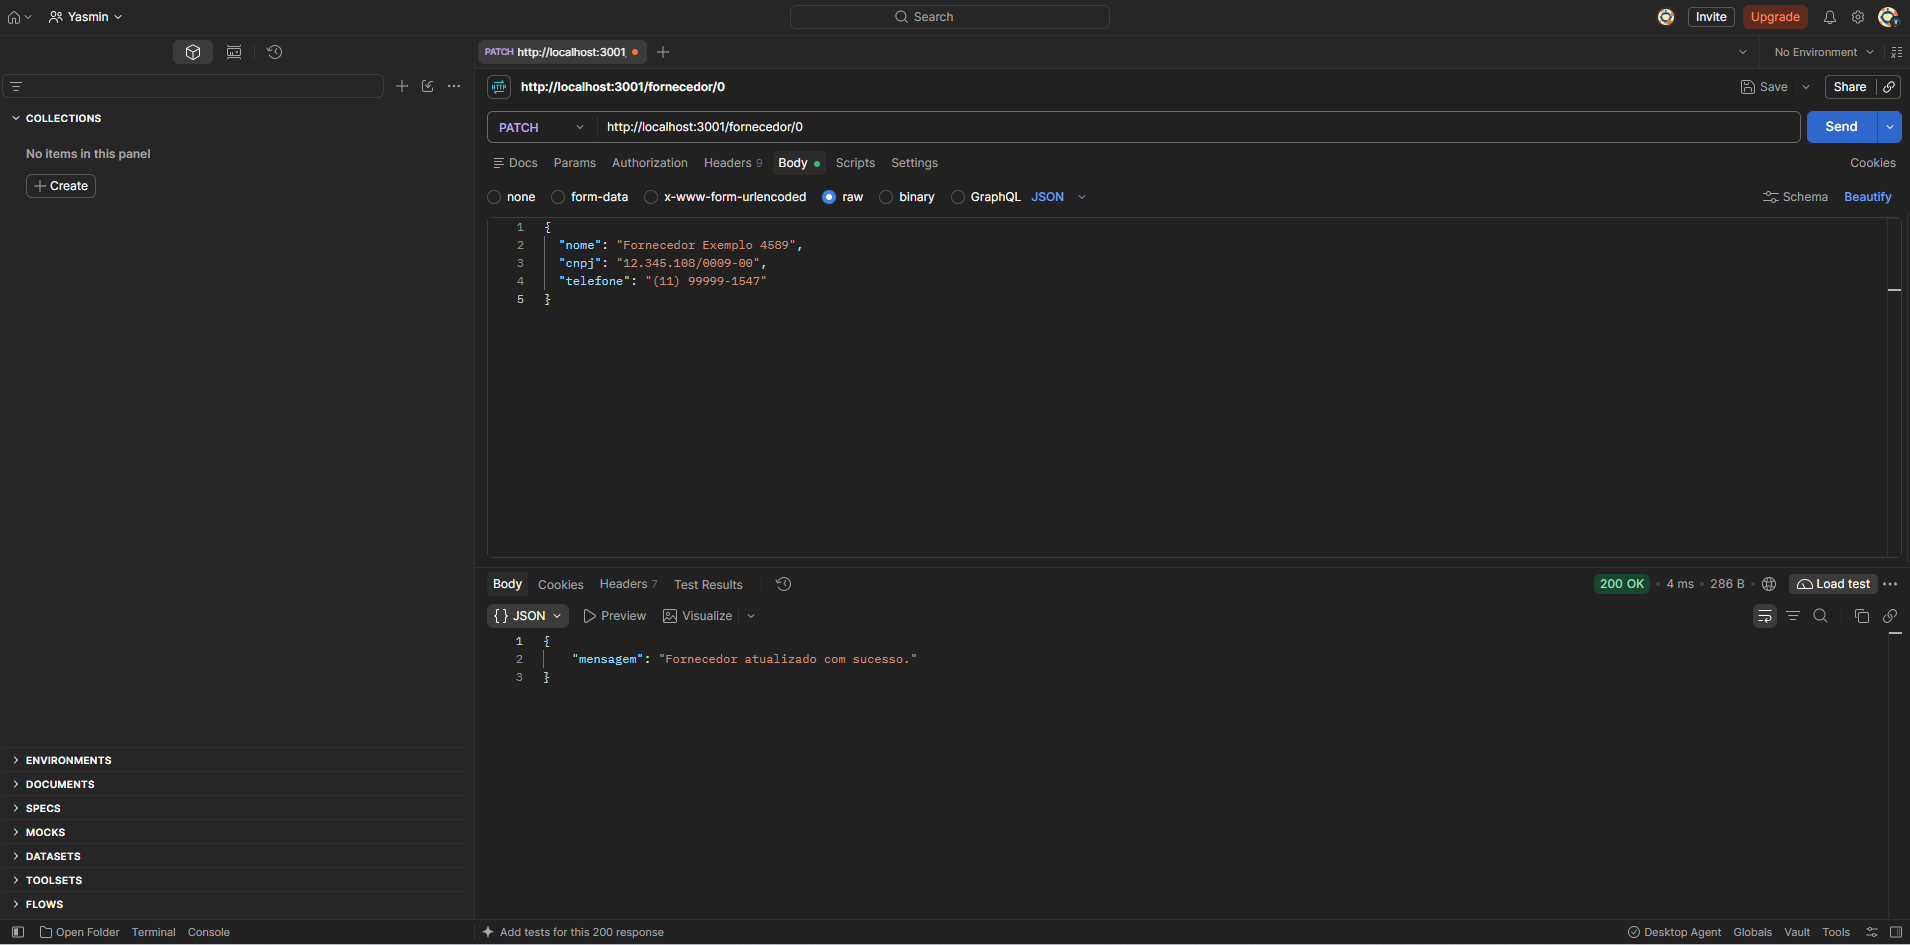 Yasmin
Search
Invite
Upgrade
PATCH http://localhost:3001
No Environment
HTTP http://localhost:3001/fornecedor/0
Save
Share
COLLECTIONS
PATCH http://localhost:3001/fornecedor/0
Send
No items in this panel
Docs Params Authorization Headers 9 Body Scripts Settings
Cookies
Create
none form-data x-www-form-urlencoded raw binary GraphQL JSON
Schema Beautify
1 {
2 "nome": "Fornecedor Exemplo 4589",
3 "cnpj": "12.345.108/0009-00",
4 "telefone": "(11) 99999-1547"
5 }
Body Cookies Headers 7 Test Results
200 OK • 4 ms • 286 B • Load test
{} JSON Preview Visualize
1 {
2 "mensagem": "Fornecedor atualizado com sucesso."
3 }
ENVIRONMENTS
DOCUMENTS
SPECS
MOCKS
DATASETS
TOOLSETS
FLOWS
Open Folder Terminal Console
Add tests for this 200 response
Desktop Agent Globals Vault Tools